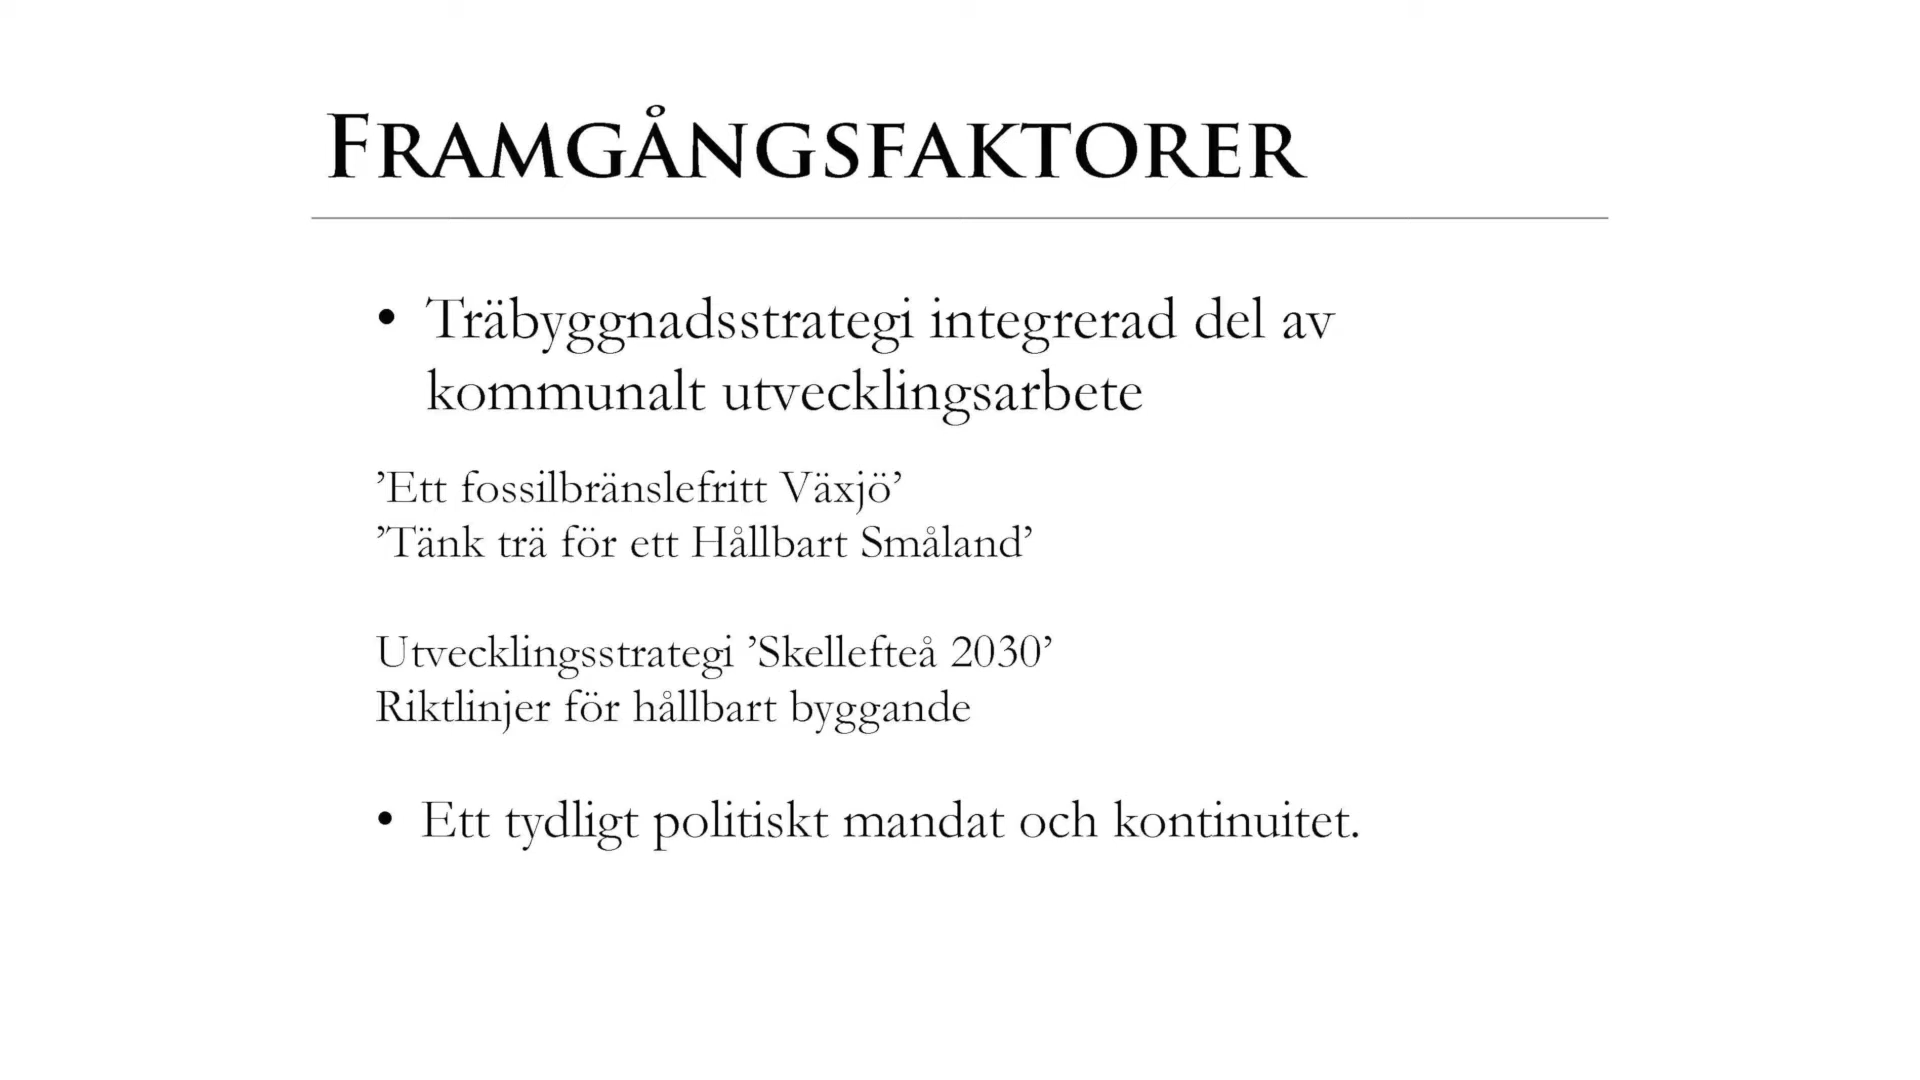 FRAMGÅNGSFAKTORER
• Träbyggnadsstrategi integrerad del av
kommunalt utvecklingsarbete
’Ett fossilbränslefritt Växjö’
’Tänk trä för ett Hållbart Småland’
Utvecklingsstrategi ’Skellefteå 2030’
Riktlinjer för hållbart byggande
• Ett tydligt politiskt mandat och kontinuitet.